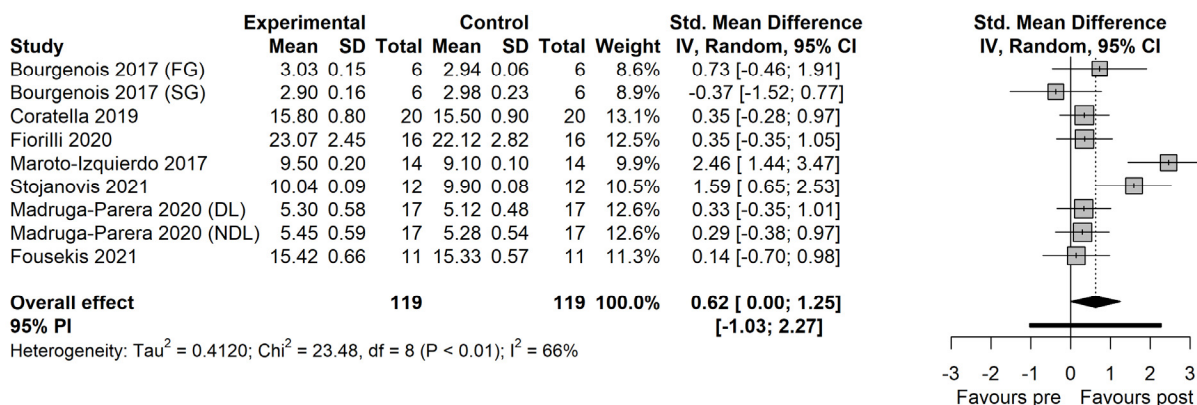 Experimental Control Std. Mean Difference Std. Mean Difference
Study Mean SD Total Mean SD Total Weight IV, Random, 95% CI IV, Random, 95% CI
Bourgenois 2017 (FG) 3.03 0.15 6 2.94 0.06 6 8.6% 0.73 [-0.46; 1.91]
Bourgenois 2017 (SG) 2.90 0.16 6 2.98 0.23 6 8.9% -0.37 [-1.52; 0.77]
Coratella 2019 15.80 0.80 20 15.50 0.90 20 13.1% 0.35 [-0.28; 0.97]
Fiorilli 2020 23.07 2.45 16 22.12 2.82 16 12.5% 0.35 [-0.35; 1.05]
Maroto-Izquierdo 2017 9.50 0.20 14 9.10 0.10 14 9.9% 2.46 [ 1.44; 3.47]
Stojanovis 2021 10.04 0.09 12 9.90 0.08 12 10.5% 1.59 [ 0.65; 2.53]
Madruga-Parera 2020 (DL) 5.30 0.58 17 5.12 0.48 17 12.6% 0.33 [-0.35; 1.01]
Madruga-Parera 2020 (NDL) 5.45 0.59 17 5.28 0.54 17 12.6% 0.29 [-0.38; 0.97]
Fousekis 2021 15.42 0.66 11 15.33 0.57 11 11.3% 0.14 [-0.70; 0.98]
Overall effect 119 119 100.0% 0.62 [ 0.00; 1.25]
95% PI [-1.03; 2.27]
Heterogeneity: Tau² = 0.4120; Chi² = 23.48, df = 8 (P < 0.01); I² = 66%
-3 -2 -1 0 1 2 3
Favours pre Favours post